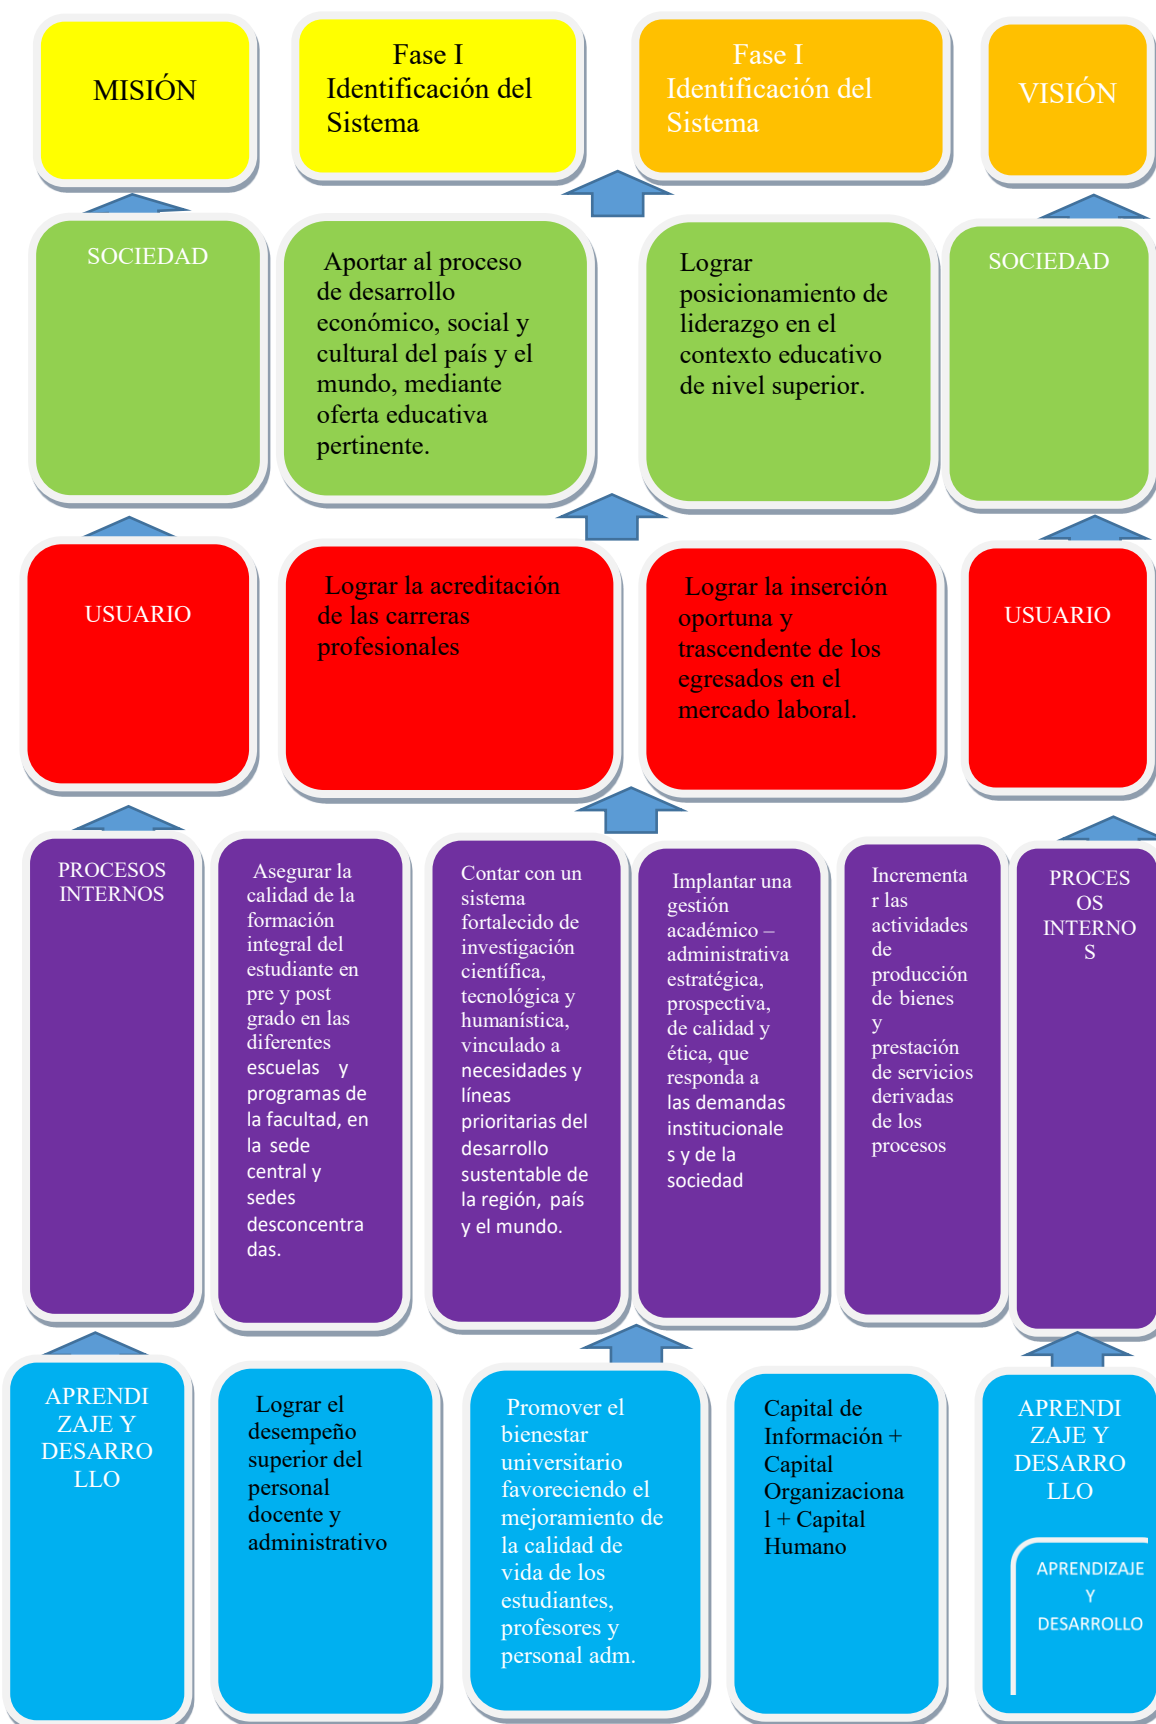 MISIÓN
Fase I
Identificación del
Sistema
Fase I
Identificación del
Sistema
VISIÓN
SOCIEDAD
Aportar al proceso
de desarrollo
económico, social y
cultural del país y el
mundo, mediante
oferta educativa
pertinente.
Lograr
posicionamiento de
liderazgo en el
contexto educativo
de nivel superior.
SOCIEDAD
USUARIO
Lograr la acreditación
de las carreras
profesionales
Lograr la inserción
oportuna y
trascendente de los
egresados en el
mercado laboral.
USUARIO
PROCESOS
INTERNOS
Asegurar la
calidad de la
formación
integral del
estudiante en
pre y post
grado en las
diferentes
escuelas y
programas de
la facultad, en
la sede
central y
sedes
desconcentra
das.
Contar con un
sistema
fortalecido de
investigación
científica,
tecnológica y
humanística,
vinculado a
necesidades y
líneas
prioritarias del
desarrollo
sustentable de
la región, país
y el mundo.
Implantar una
gestión
académico –
administrativa
estratégica,
prospectiva,
de calidad y
ética, que
responda a
las demandas
institucionale
s y de la
sociedad
Incrementa
r las
actividades
de
producción
de bienes
y
prestación
de servicios
derivadas
de los
procesos
PROCES
OS
INTERNO
S
APRENDI
ZAJE Y
DESARRO
LLO
Lograr el
desempeño
superior del
personal
docente y
administrativo
Promover el
bienestar
universitario
favoreciendo el
mejoramiento de
la calidad de
vida de los
estudiantes,
profesores y
personal adm.
Capital de
Información +
Capital
Organizaciona
l + Capital
Humano
APRENDI
ZAJE Y
DESARRO
LLO
APRENDIZAJE
Y
DESARROLLO